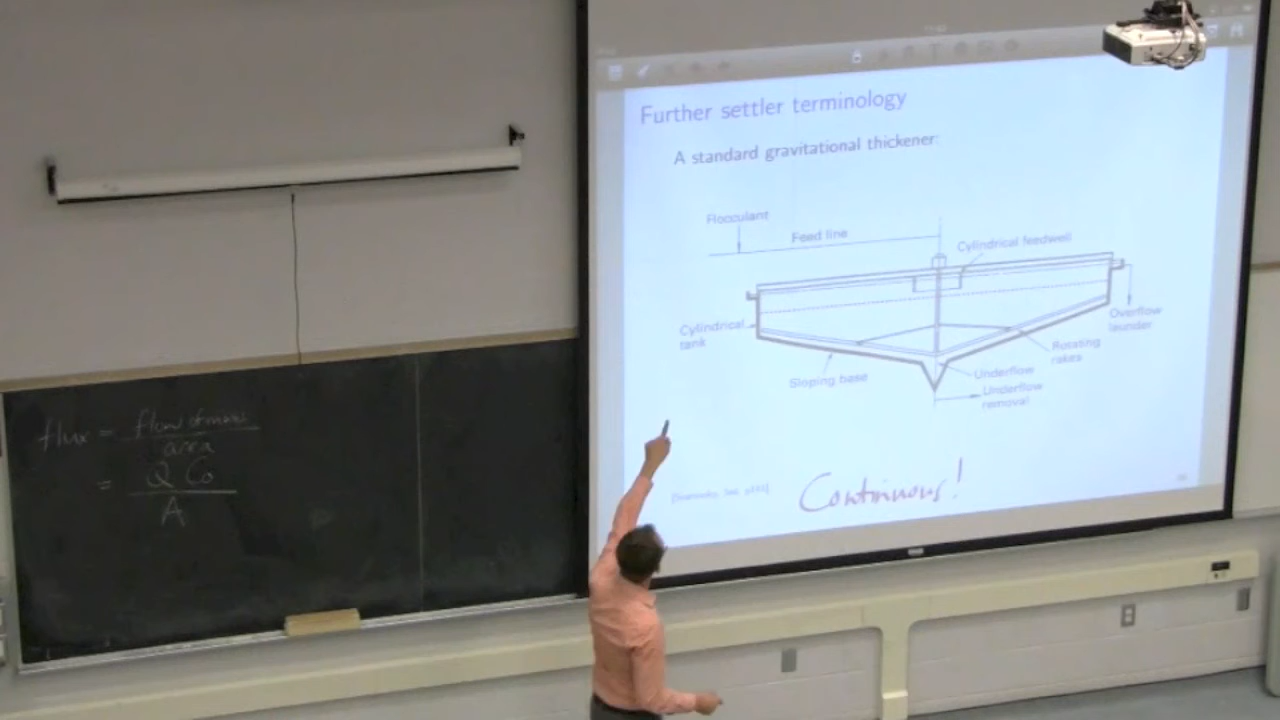 flux = flow of mass
area
= Q Co
A
Further settler terminology
A standard gravitational thickener:
Flocculant
Feed line
Cylindrical feedwell
Cylindrical
tank
Overflow
launder
Rotating
rakes
Sloping base
Underflow
Underflow
removal
Continuous!